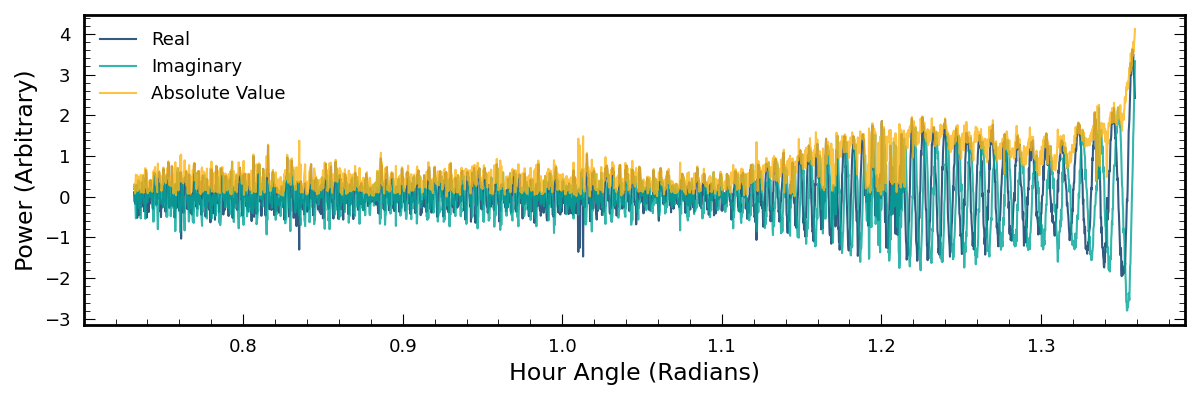 Real
Imaginary
Absolute Value
Power (Arbitrary)
4
3
2
1
0
−1
−2
−3
0.8 0.9 1.0 1.1 1.2 1.3
Hour Angle (Radians)